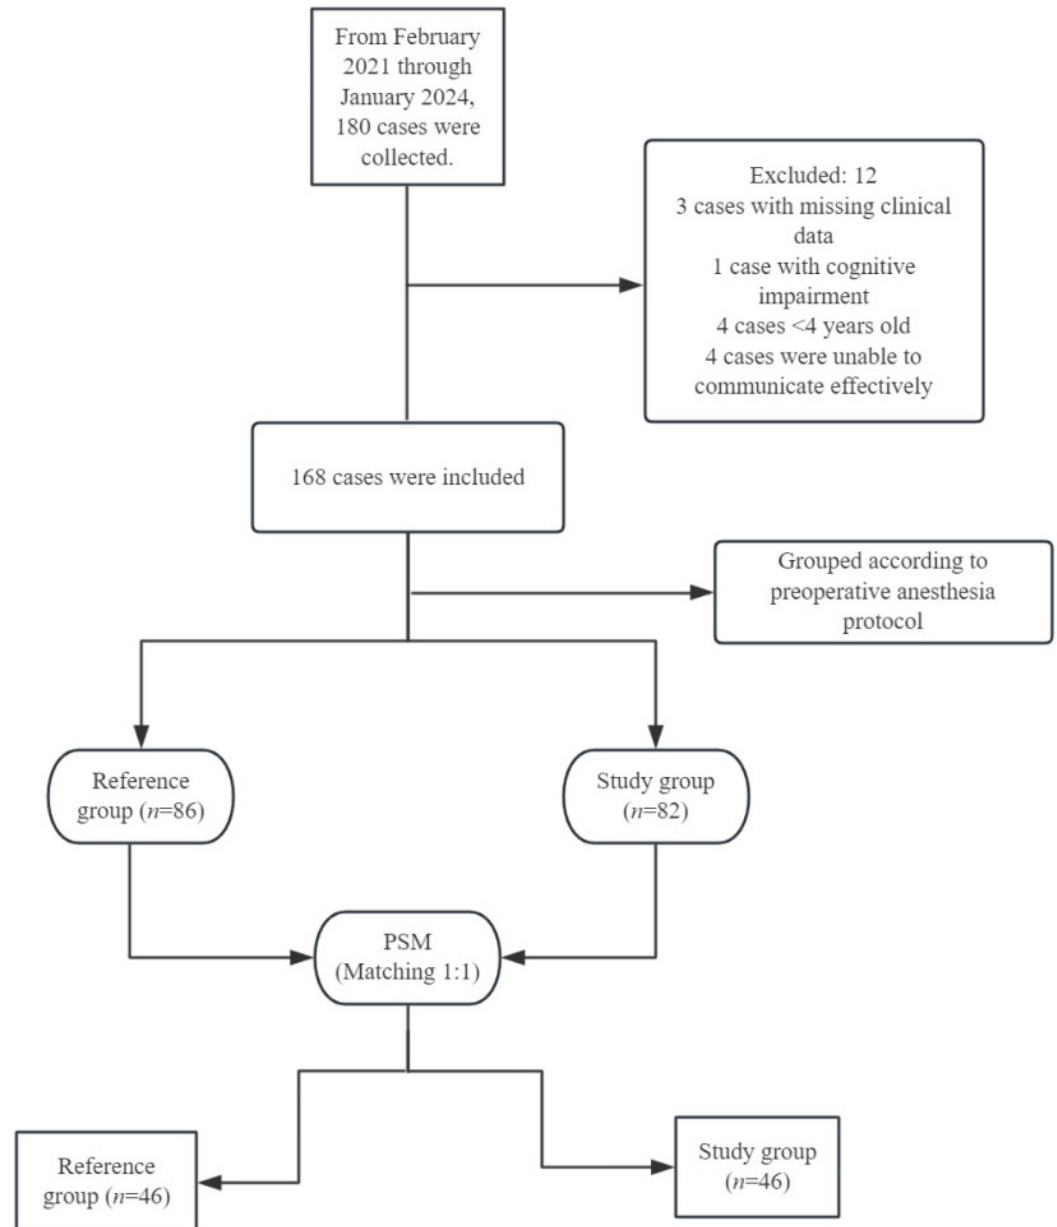 From February
2021 through
January 2024,
180 cases were
collected.
Excluded: 12
3 cases with missing clinical
data
1 case with cognitive
impairment
4 cases <4 years old
4 cases were unable to
communicate effectively
168 cases were included
Grouped according to
preoperative anesthesia
protocol
Reference
group (n=86)
Study group
(n=82)
PSM
(Matching 1:1)
Reference
group (n=46)
Study group
(n=46)